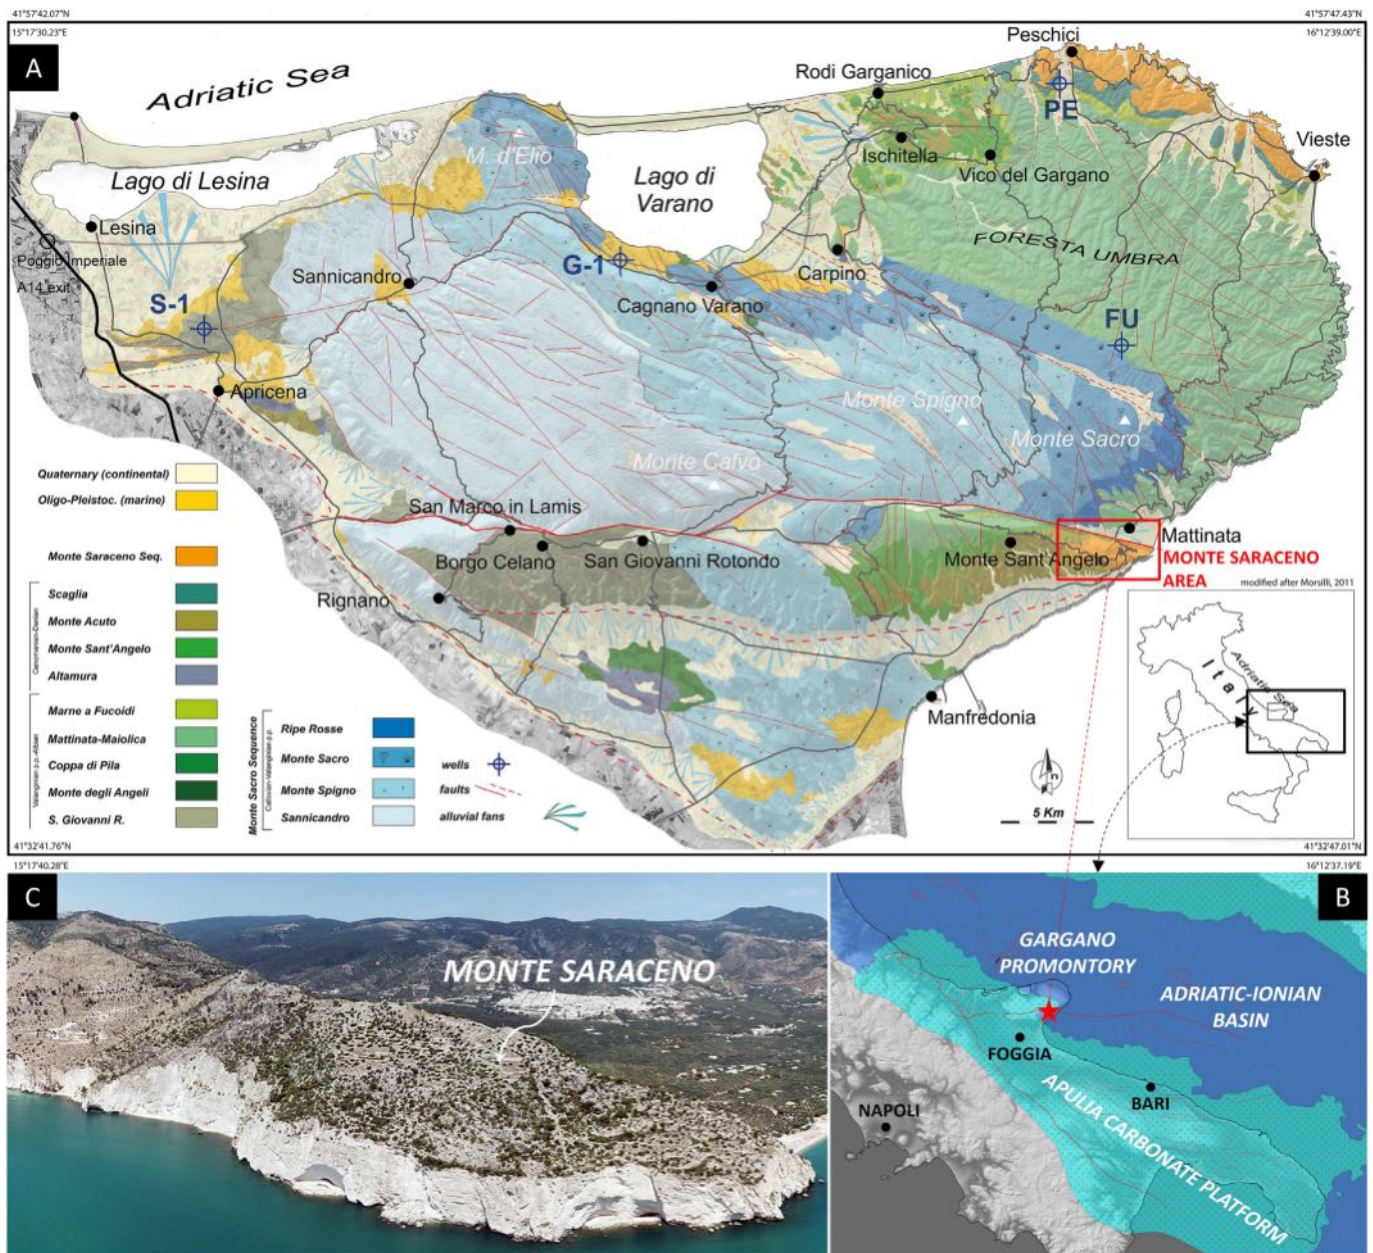 41°57'42.07"N
41°57'47.43"N
15°17'30.23"E
16°12'39.00"E
A
Adriatic Sea
Peschici
Rodi Garganico
PE
Vieste
Ischitella
M. d'Elio
Vico del Gargano
Lago di Lesina
Lago di
Varano
Lesina
FORESTA UMBRA
Poggio Imperiale
A14 exit
Sannicandro
G-1
Carpino
S-1
Cagnano Varano
FU
Apricena
Monte Spigno
Monte Sacro
Monte Calvo
San Marco in Lamis
Borgo Celano
San Giovanni Rotondo
Monte Sant'Angelo
Mattinata
MONTE SARACENO
AREA
modified after Morsilli, 2011
Rignano
Manfredonia
Quaternary (continental)
Oligo-Pleistoc. (marine)
Monte Saraceno Seq.
Cenomanian-Danian
Scaglia
Monte Acuto
Monte Sant'Angelo
Altamura
Valanginian p.p.-Albian
Marne a Fucoidi
Mattinata-Maiolica
Coppa di Pila
Monte degli Angeli
S. Giovanni R.
Monte Sacro Sequence
Callovian-Valanginian p.p.
Ripe Rosse
Monte Sacro
Monte Spigno
Sannicandro
wells
faults
alluvial fans
n
5 Km
Italy
Adriatic Sea
41°32'41.76"N
41°32'47.01"N
15°17'40.28"E
16°12'37.19"E
C
MONTE SARACENO
B
GARGANO
PROMONTORY
ADRIATIC-IONIAN
BASIN
FOGGIA
BARI
NAPOLI
APULIA CARBONATE PLATFORM